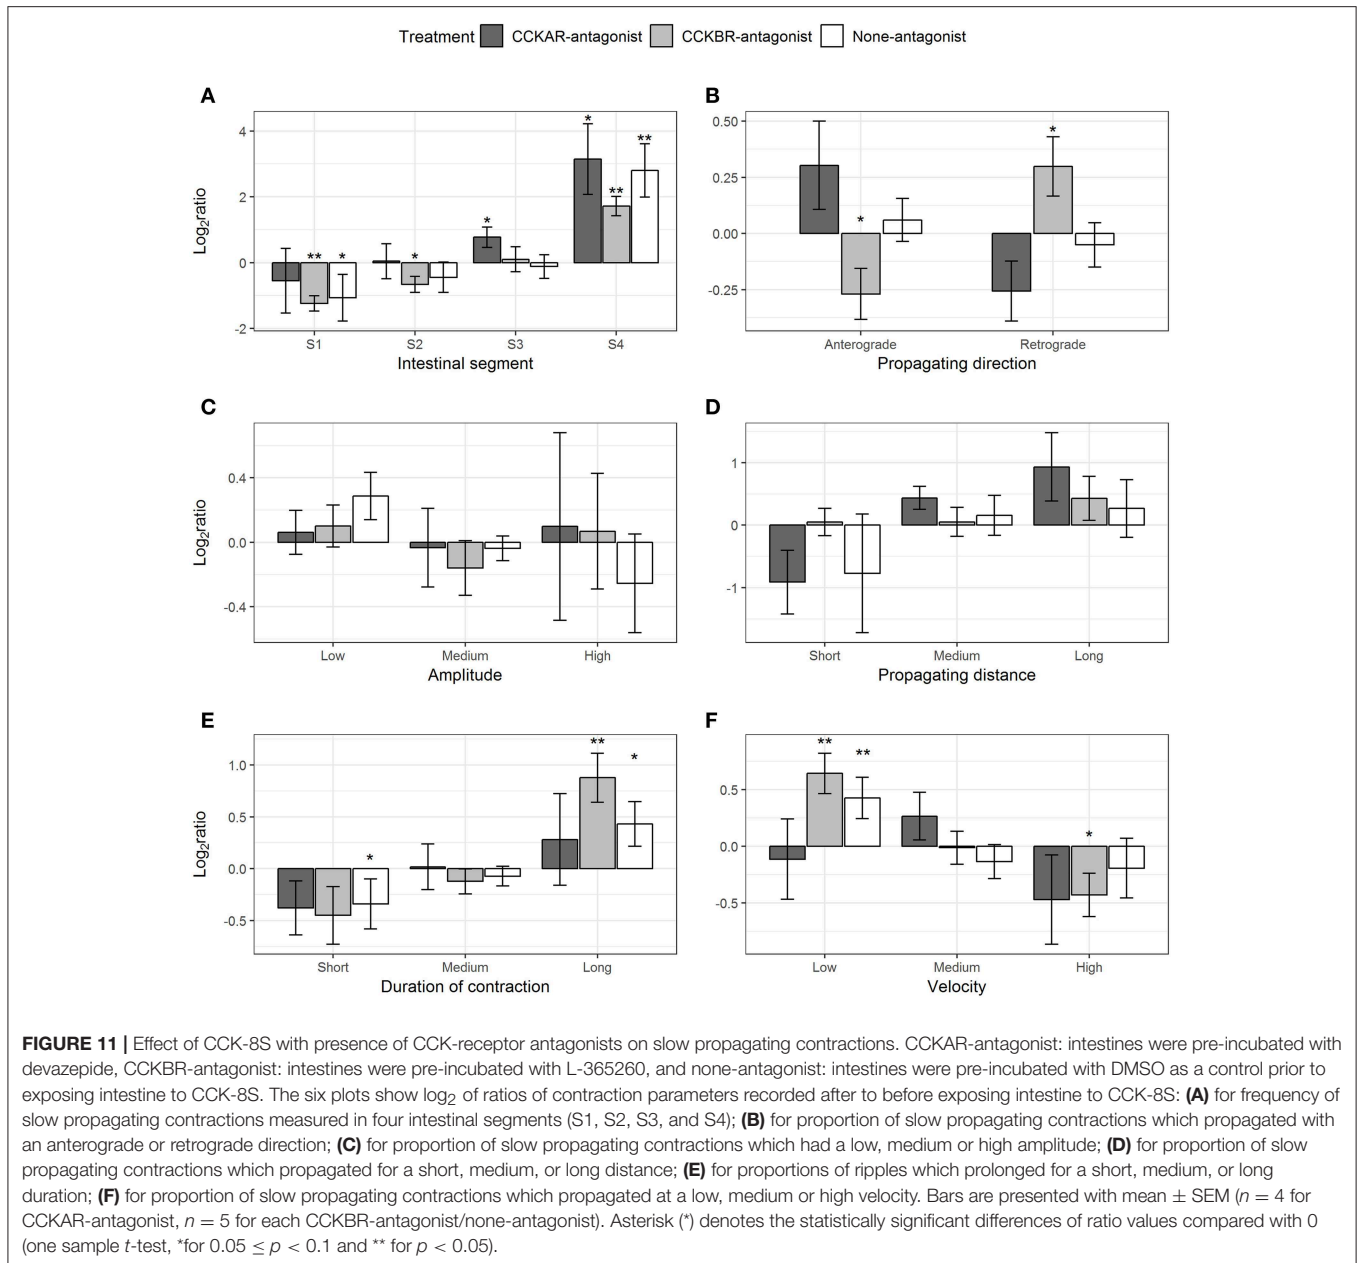 Treatment CCKAR-antagonist CCKBR-antagonist None-antagonist
A
4
2
0
-2
Log2ratio
* ** * * * * ** **
S1 S2 S3 S4
Intestinal segment
B
0.50
0.25
0.00
-0.25
* *
Anterograde Retrograde
Propagating direction
C
0.4
0.0
-0.4
Log2ratio
Low Medium High
Amplitude
D
1
0
-1
Short Medium Long
Propagating distance
E
1.0
0.5
0.0
-0.5
Log2ratio
* ** *
Short Medium Long
Duration of contraction
F
0.5
0.0
-0.5
** ** *
Low Medium High
Velocity
FIGURE 11 | Effect of CCK-8S with presence of CCK-receptor antagonists on slow propagating contractions. CCKAR-antagonist: intestines were pre-incubated with
devazepide, CCKBR-antagonist: intestines were pre-incubated with L-365260, and none-antagonist: intestines were pre-incubated with DMSO as a control prior to
exposing intestine to CCK-8S. The six plots show log2 of ratios of contraction parameters recorded after to before exposing intestine to CCK-8S: (A) for frequency of
slow propagating contractions measured in four intestinal segments (S1, S2, S3, and S4); (B) for proportion of slow propagating contractions which propagated with
an anterograde or retrograde direction; (C) for proportion of slow propagating contractions which had a low, medium or high amplitude; (D) for proportion of slow
propagating contractions which propagated for a short, medium, or long distance; (E) for proportions of ripples which prolonged for a short, medium, or long
duration; (F) for proportion of slow propagating contractions which propagated at a low, medium or high velocity. Bars are presented with mean ± SEM (n = 4 for
CCKAR-antagonist, n = 5 for each CCKBR-antagonist/none-antagonist). Asterisk (*) denotes the statistically significant differences of ratio values compared with 0
(one sample t-test, *for 0.05 ≤ p < 0.1 and ** for p < 0.05).